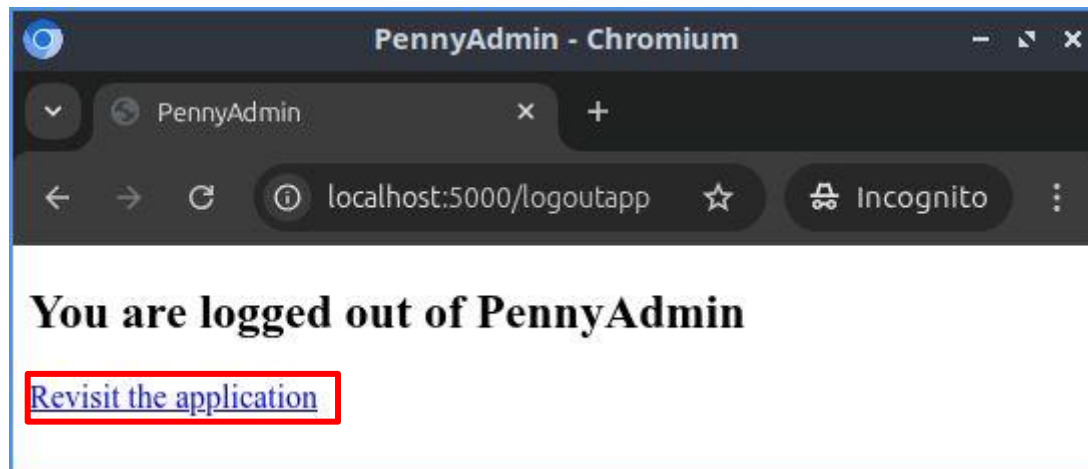 PennyAdmin - Chromium
PennyAdmin
localhost:5000/logoutapp
Incognito
You are logged out of PennyAdmin
Revisit the application